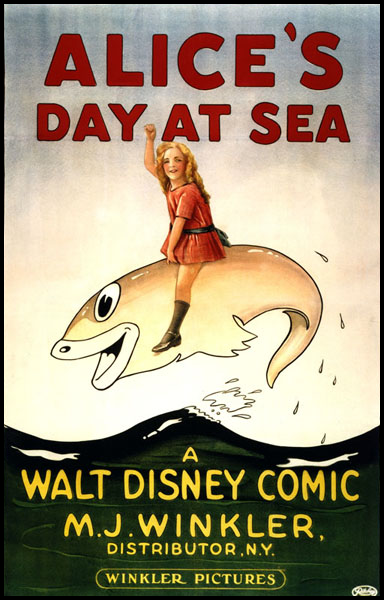 ALICE'S
DAY AT SEA
A
WALT DISNEY COMIC
M.J. WINKLER,
DISTRIBUTOR, N.Y.
WINKLER PICTURES